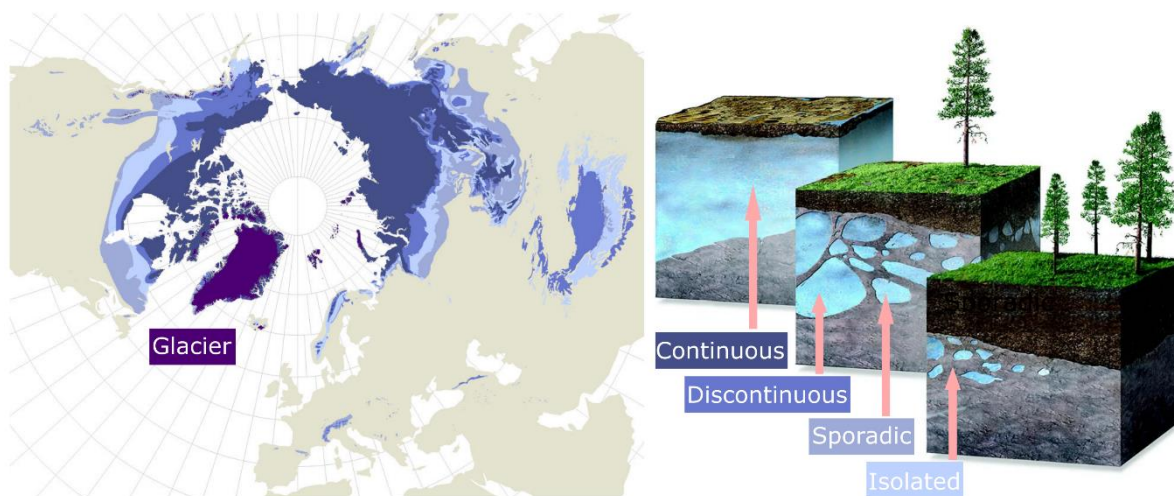 Glacier
Continuous
Discontinuous
Sporadic
Isolated